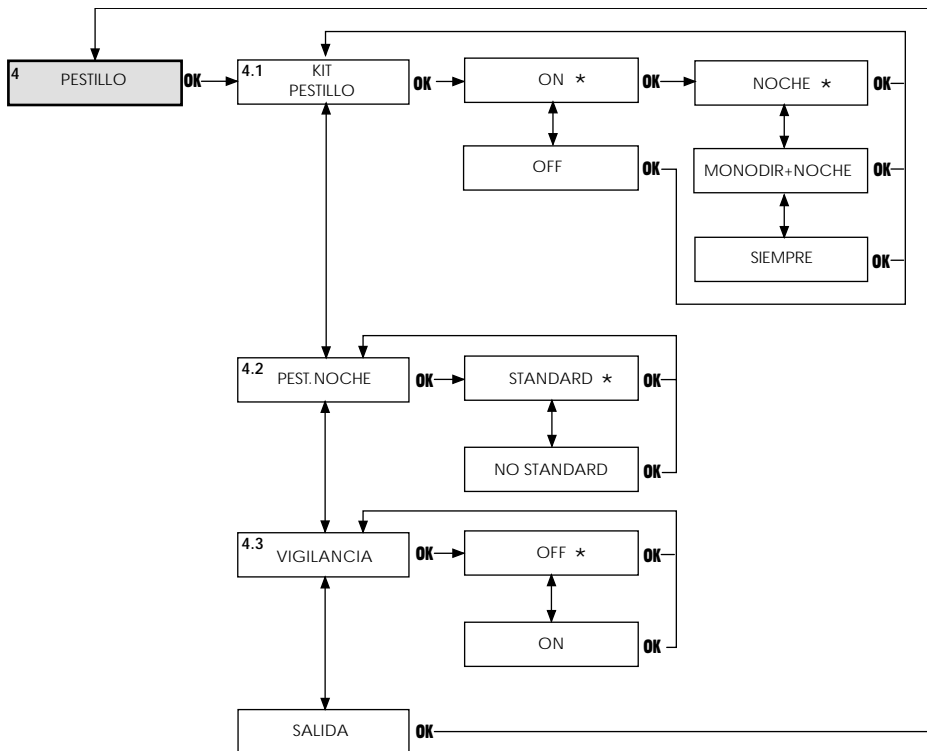 4
PESTILLO
OK
4.1
KIT
PESTILLO
OK
ON *
OK
NOCHE *
OK
OFF
OK
MONODIR+NOCHE
OK
SIEMPRE
OK
4.2
PEST.NOCHE
OK
STANDARD *
OK
NO STANDARD
OK
4.3
VIGILANCIA
OK
OFF *
OK
ON
OK
SALIDA
OK